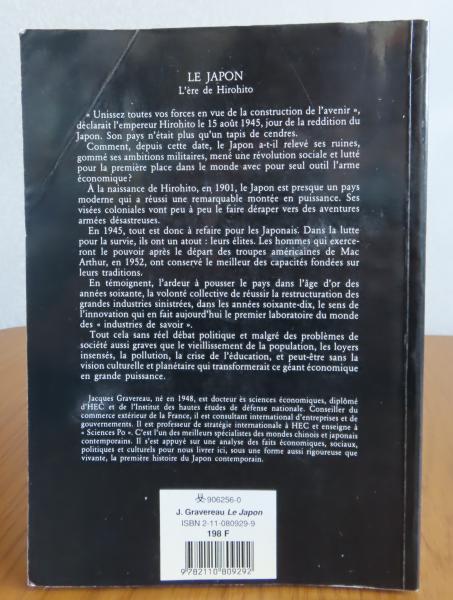 LE JAPON
L'ère de Hirohito
« Unissez toutes vos forces en vue de la construction de l'avenir »,
déclarait l'empereur Hirohito le 15 août 1945, jour de la reddition du
Japon. Son pays n'était plus qu'un tapis de cendres.
Comment, depuis cette date, le Japon a-t-il relevé ses ruines,
gommé ses ambitions militaires, mené une révolution sociale et lutté
pour la première place dans le monde avec pour seul outil l'arme
économique?
À la naissance de Hirohito, en 1901, le Japon est presque un pays
moderne qui a réussi une remarquable montée en puissance. Ses
visées coloniales vont peu à peu le faire déraper vers des aventures
armées désastreuses.
En 1945, tout est donc à refaire pour les Japonais. Dans la lutte
pour la survie, ils ont un atout : leurs élites. Les hommes qui exerce-
ront le pouvoir après le départ des troupes américaines de Mac
Arthur, en 1952, ont conservé le meilleur des capacités fondées sur
leurs traditions.
En témoignent, l'ardeur à pousser le pays dans l'âge d'or des
années soixante, la volonté collective de réussir la restructuration des
grandes industries sinistrées, dans les années soixante-dix, le sens de
l'innovation qui en fait aujourd'hui le premier laboratoire du monde
des « industries de savoir ».
Tout cela sans réel débat politique et malgré des problèmes de
société aussi graves que le vieillissement de la population, les loyers
insensés, la pollution, la crise de l'éducation, et peut-être sans la
vision culturelle et planétaire qui transformerait ce géant économique
en grande puissance.
Jacques Gravereau, né en 1948, est docteur ès sciences économiques, diplômé
d'HEC et de l'Institut des hautes études de défense nationale. Conseiller du
commerce extérieur de la France, il est consultant international d'entreprises et de
gouvernements. Il est professeur de stratégie internationale à HEC et enseigne à
« Sciences Po ». C'est l'un des meilleurs spécialistes des mondes chinois et japonais
contemporains. Il s'est appuyé sur une analyse des faits économiques, sociaux,
politiques et culturels pour nous livrer ici, sous une forme aussi rigoureuse que
vivante, la première histoire du Japon contemporain.
906256-0
J. Gravereau Le Japon
ISBN 2-11-080929-9
198 F
9782110809292